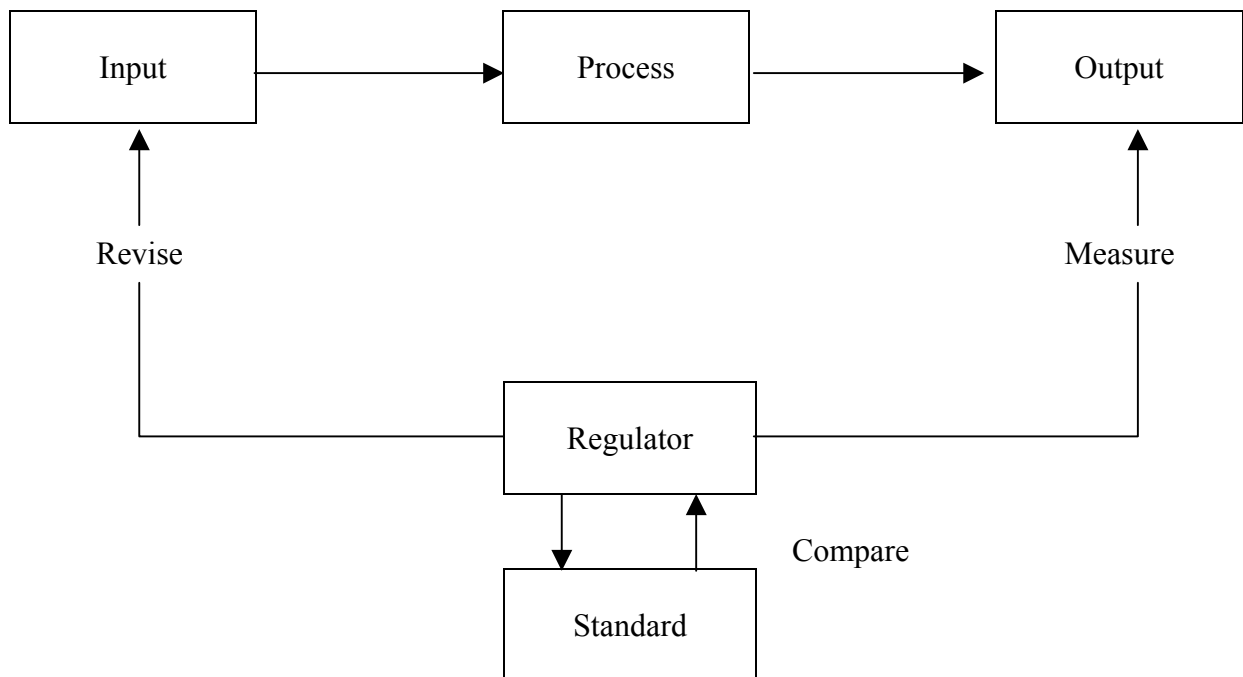 Input
Process
Output
Revise
Measure
Regulator
Compare
Standard